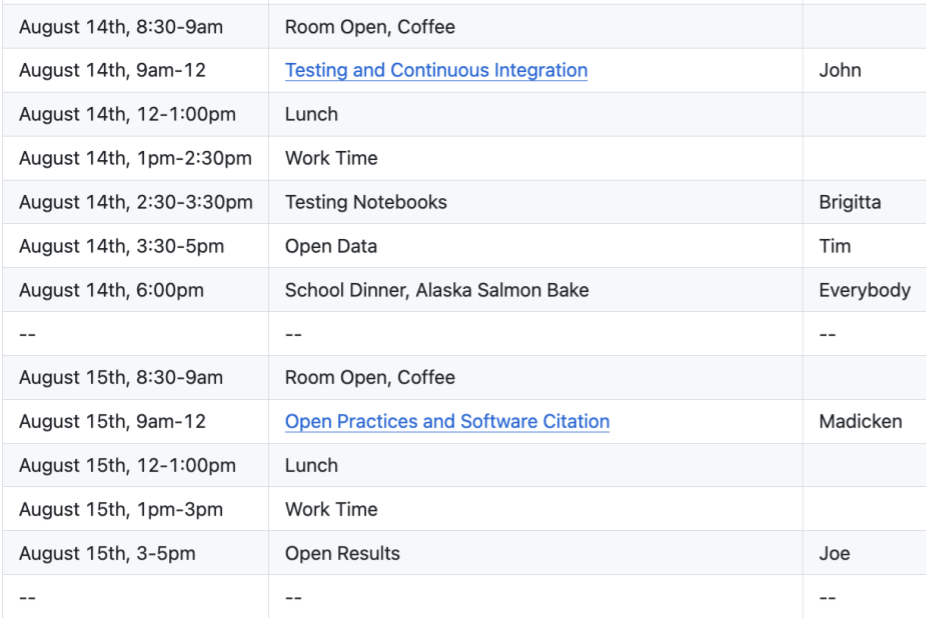 August 14th, 8:30-9am Room Open, Coffee
August 14th, 9am-12 Testing and Continuous Integration John
August 14th, 12-1:00pm Lunch
August 14th, 1pm-2:30pm Work Time
August 14th, 2:30-3:30pm Testing Notebooks Brigitta
August 14th, 3:30-5pm Open Data Tim
August 14th, 6:00pm School Dinner, Alaska Salmon Bake Everybody
-- -- --
August 15th, 8:30-9am Room Open, Coffee
August 15th, 9am-12 Open Practices and Software Citation Madicken
August 15th, 12-1:00pm Lunch
August 15th, 1pm-3pm Work Time
August 15th, 3-5pm Open Results Joe
-- -- --